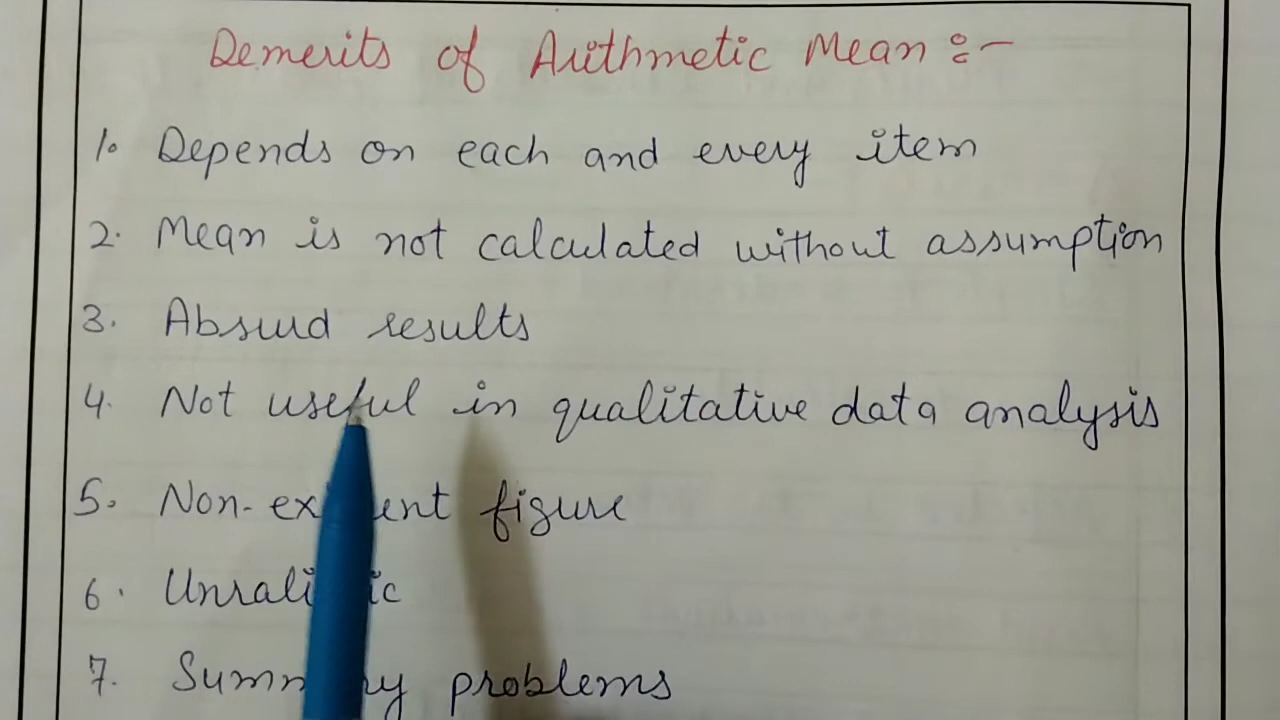 Demerits of Arithmetic Mean :-
1. Depends on each and every item
2. Mean is not calculated without assumption
3. Absurd results
4. Not useful in qualitative data analysis
5. figure
6.
7. problems